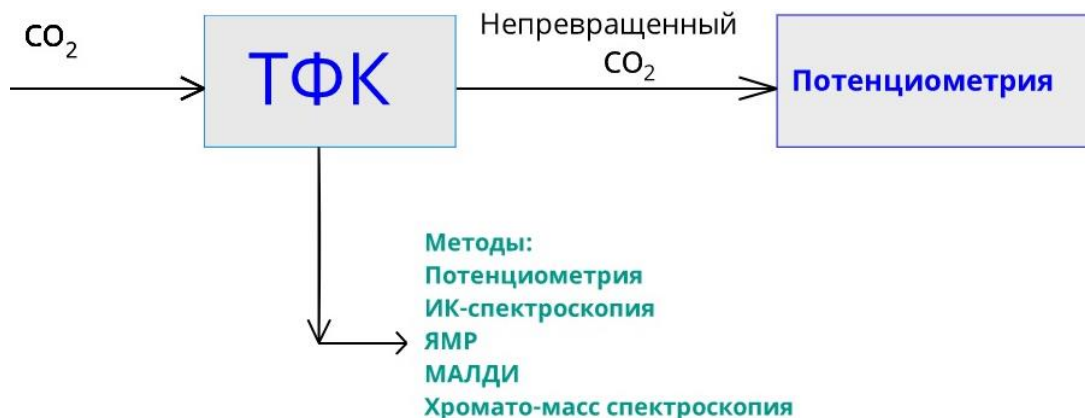 CO₂
ТФК
Непревращенный
CO₂
Потенциометрия
Методы:
Потенциометрия
ИК-спектроскопия
ЯМР
МАЛДИ
Хромато-масс спектроскопия